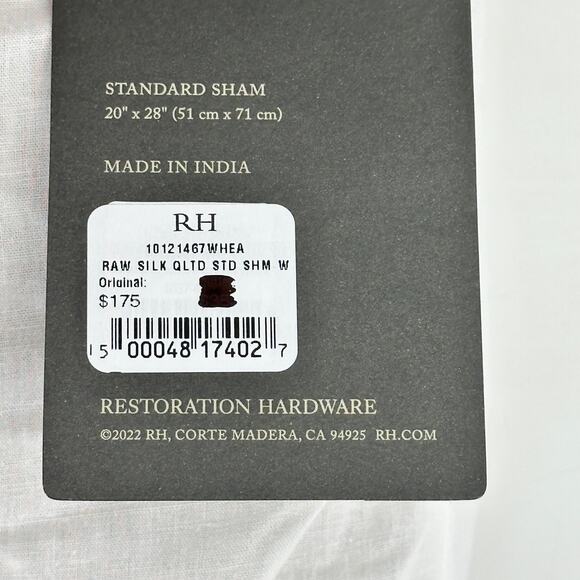 STANDARD SHAM
20" x 28" (51 cm x 71 cm)
MADE IN INDIA
RH
10121467WHEA
RAW SILK QLTD STD SHM W
Original:
$175
5 00048 17402 7
RESTORATION HARDWARE
©2022 RH, CORTE MADERA, CA 94925 RH.COM